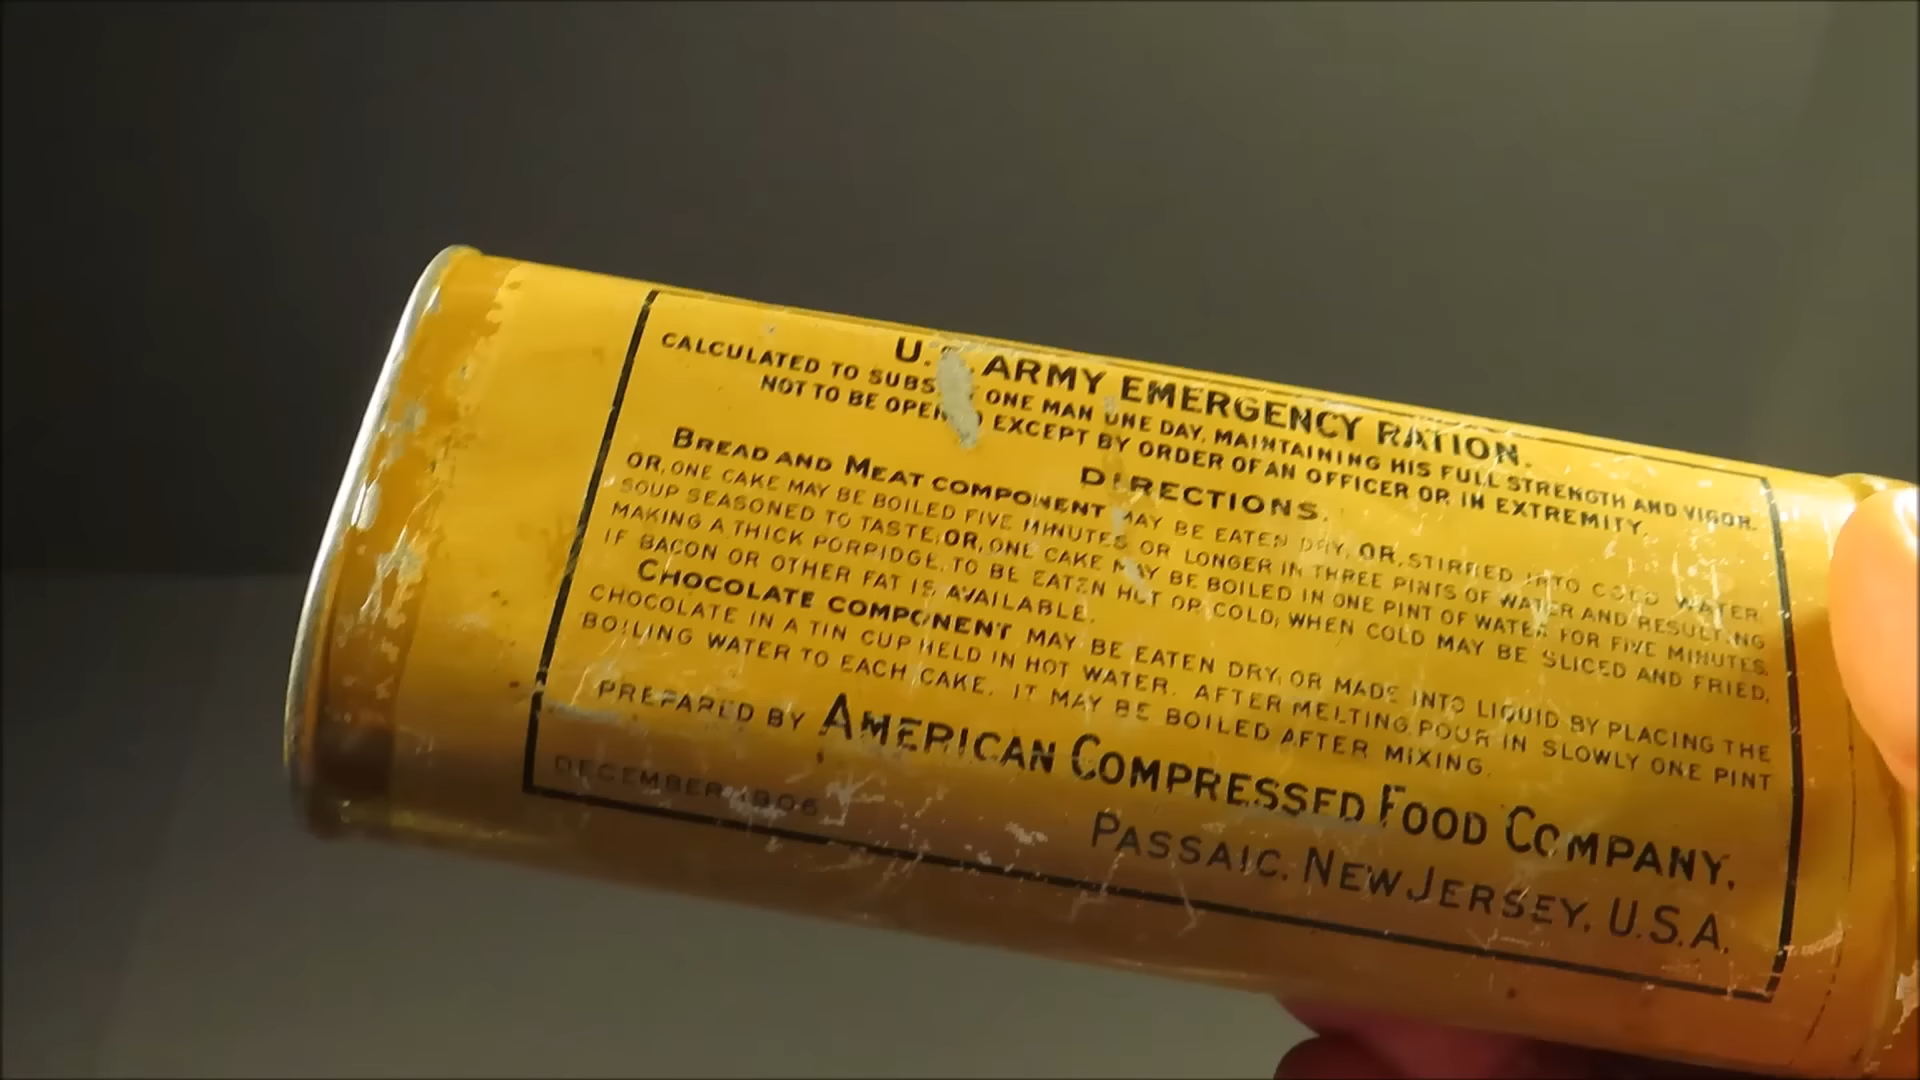 U.S. ARMY EMERGENCY RATION.
CALCULATED TO SUBSIST ONE MAN ONE DAY, MAINTAINING HIS FULL STRENGTH AND VIGOR.
NOT TO BE OPENED EXCEPT BY ORDER OF AN OFFICER OR IN EXTREMITY.
DIRECTIONS.
BREAD AND MEAT COMPONENT MAY BE EATEN DRY, OR, STIRRED INTO COLD WATER
OR, ONE CAKE MAY BE BOILED FIVE MINUTES OR LONGER IN THREE PINTS OF WATER AND RESULTING
SOUP SEASONED TO TASTE; OR, ONE CAKE MAY BE BOILED IN ONE PINT OF WATER FOR FIVE MINUTES,
MAKING A THICK PORRIDGE, TO BE EATEN HOT OR COLD; WHEN COLD MAY BE SLICED AND FRIED,
IF BACON OR OTHER FAT IS AVAILABLE.
CHOCOLATE COMPONENT MAY BE EATEN DRY, OR MADE INTO LIQUID BY PLACING THE
CHOCOLATE IN A TIN CUP HELD IN HOT WATER. AFTER MELTING POUR IN SLOWLY ONE PINT
BOILING WATER TO EACH CAKE. IT MAY BE BOILED AFTER MIXING.
PREPARED BY AMERICAN COMPRESSED FOOD COMPANY,
PASSAIC, NEW JERSEY, U.S.A.
DECEMBER 1906